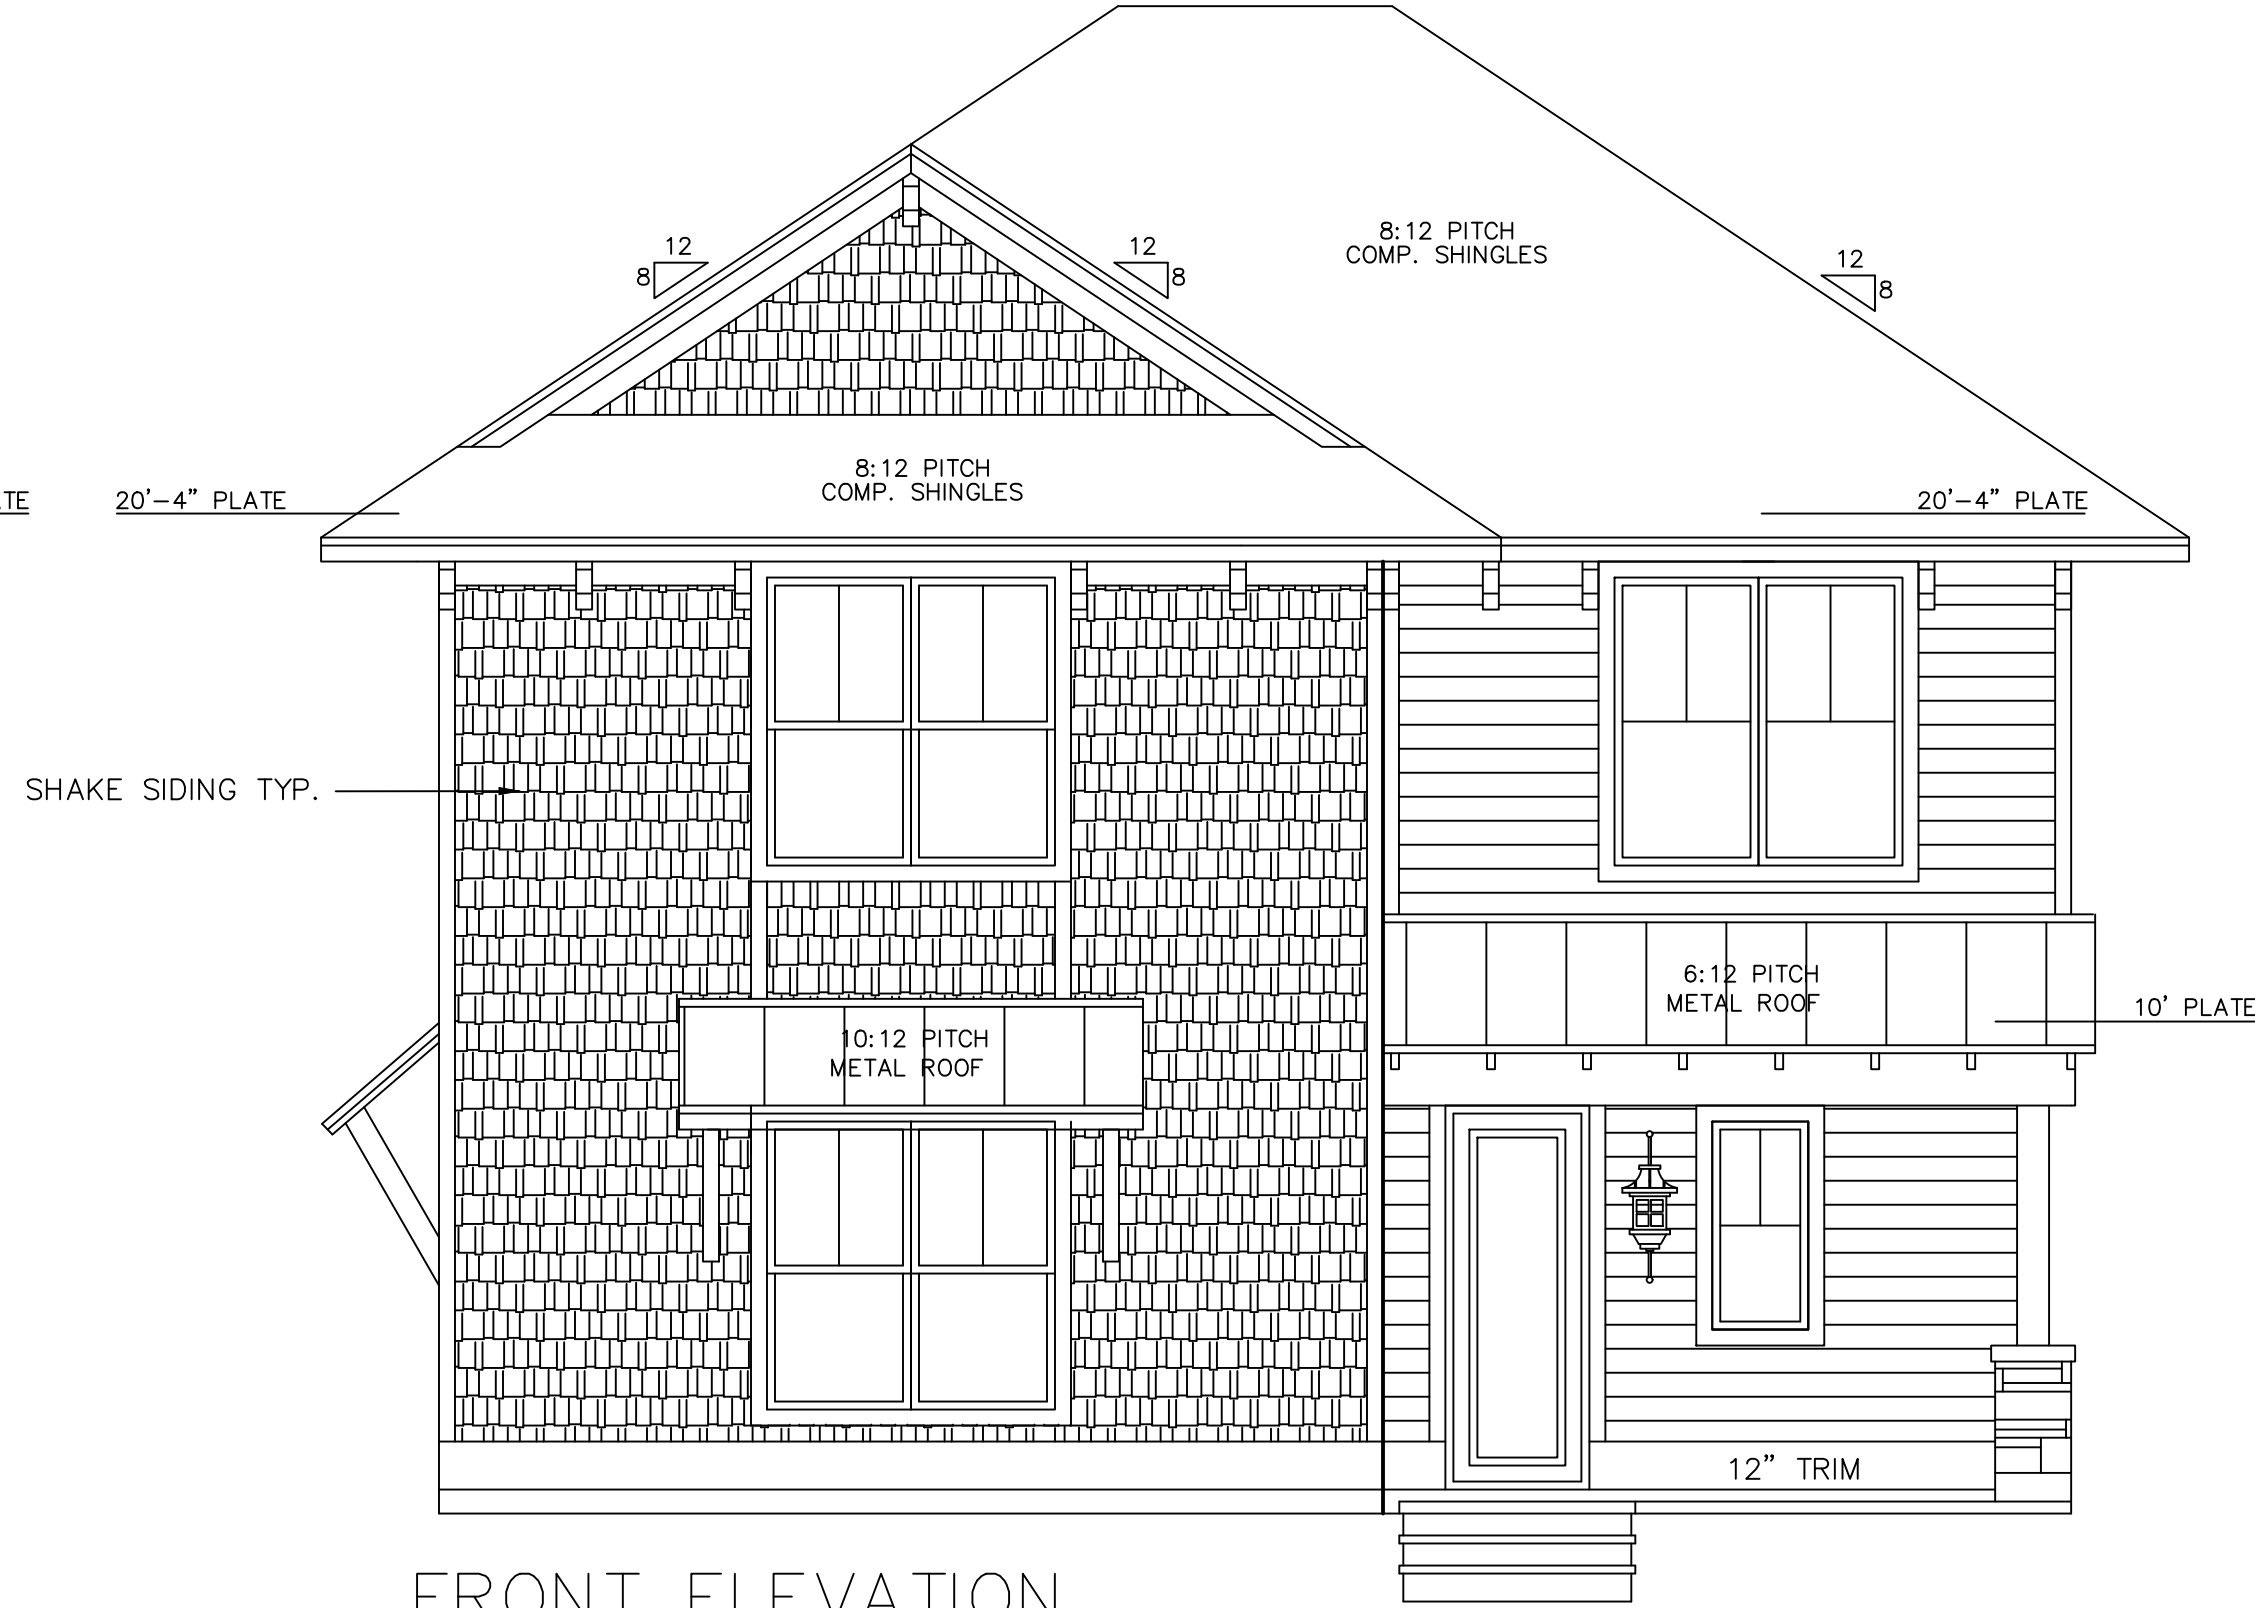 12
8
12
8
8:12 PITCH
COMP. SHINGLES
12
8
8:12 PITCH
COMP. SHINGLES
20'-4" PLATE
20'-4" PLATE
SHAKE SIDING TYP.
6:12 PITCH
METAL ROOF
10' PLATE
10:12 PITCH
METAL ROOF
12" TRIM
FRONT ELEVATION